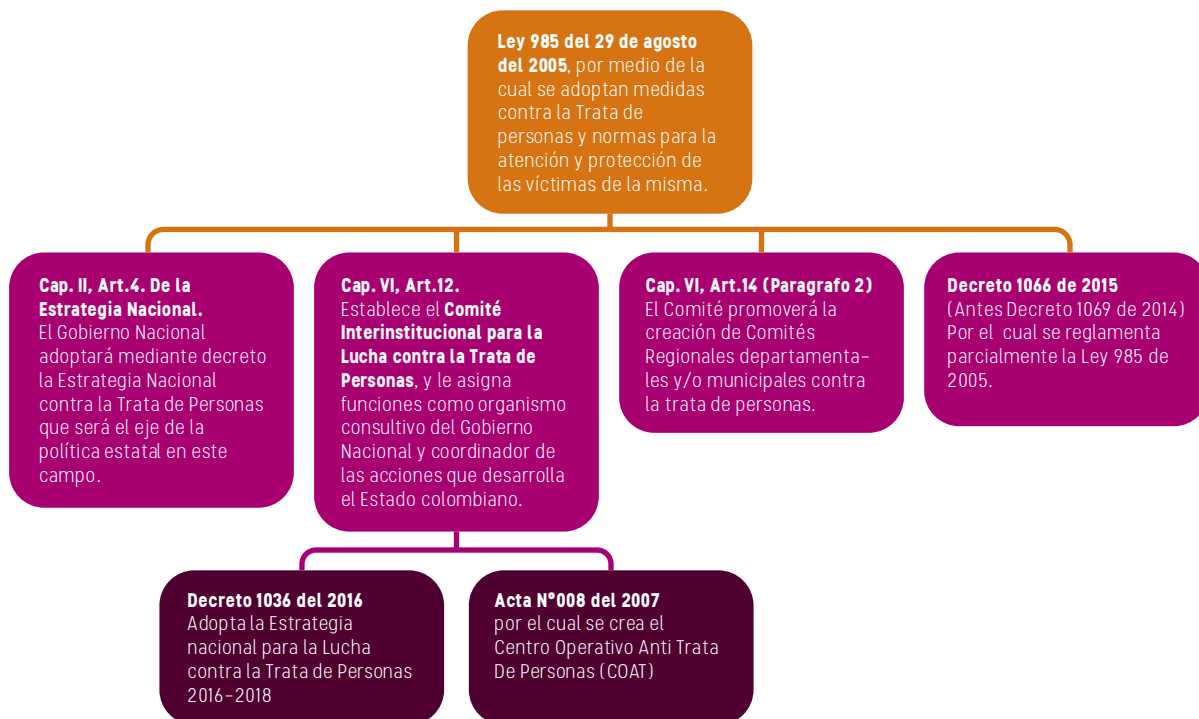 Ley 985 del 29 de agosto
del 2005, por medio de la
cual se adoptan medidas
contra la Trata de
personas y normas para la
atención y protección de
las víctimas de la misma.
Cap. II, Art.4. De la
Estrategia Nacional.
El Gobierno Nacional
adoptará mediante decreto
la Estrategia Nacional
contra la Trata de Personas
que será el eje de la
política estatal en este
campo.
Cap. VI, Art.12.
Establece el Comité
Interinstitucional para la
Lucha contra la Trata de
Personas, y le asigna
funciones como organismo
consultivo del Gobierno
Nacional y coordinador de
las acciones que desarrolla
el Estado colombiano.
Cap. VI, Art.14 (Paragrafo 2)
El Comité promoverá la
creación de Comités
Regionales departamenta-
les y/o municipales contra
la trata de personas.
Decreto 1066 de 2015
(Antes Decreto 1069 de 2014)
Por el cual se reglamenta
parcialmente la Ley 985 de
2005.
Decreto 1036 del 2016
Adopta la Estrategia
nacional para la Lucha
contra la Trata de Personas
2016-2018
Acta N°008 del 2007
por el cual se crea el
Centro Operativo Anti Trata
De Personas (COAT)